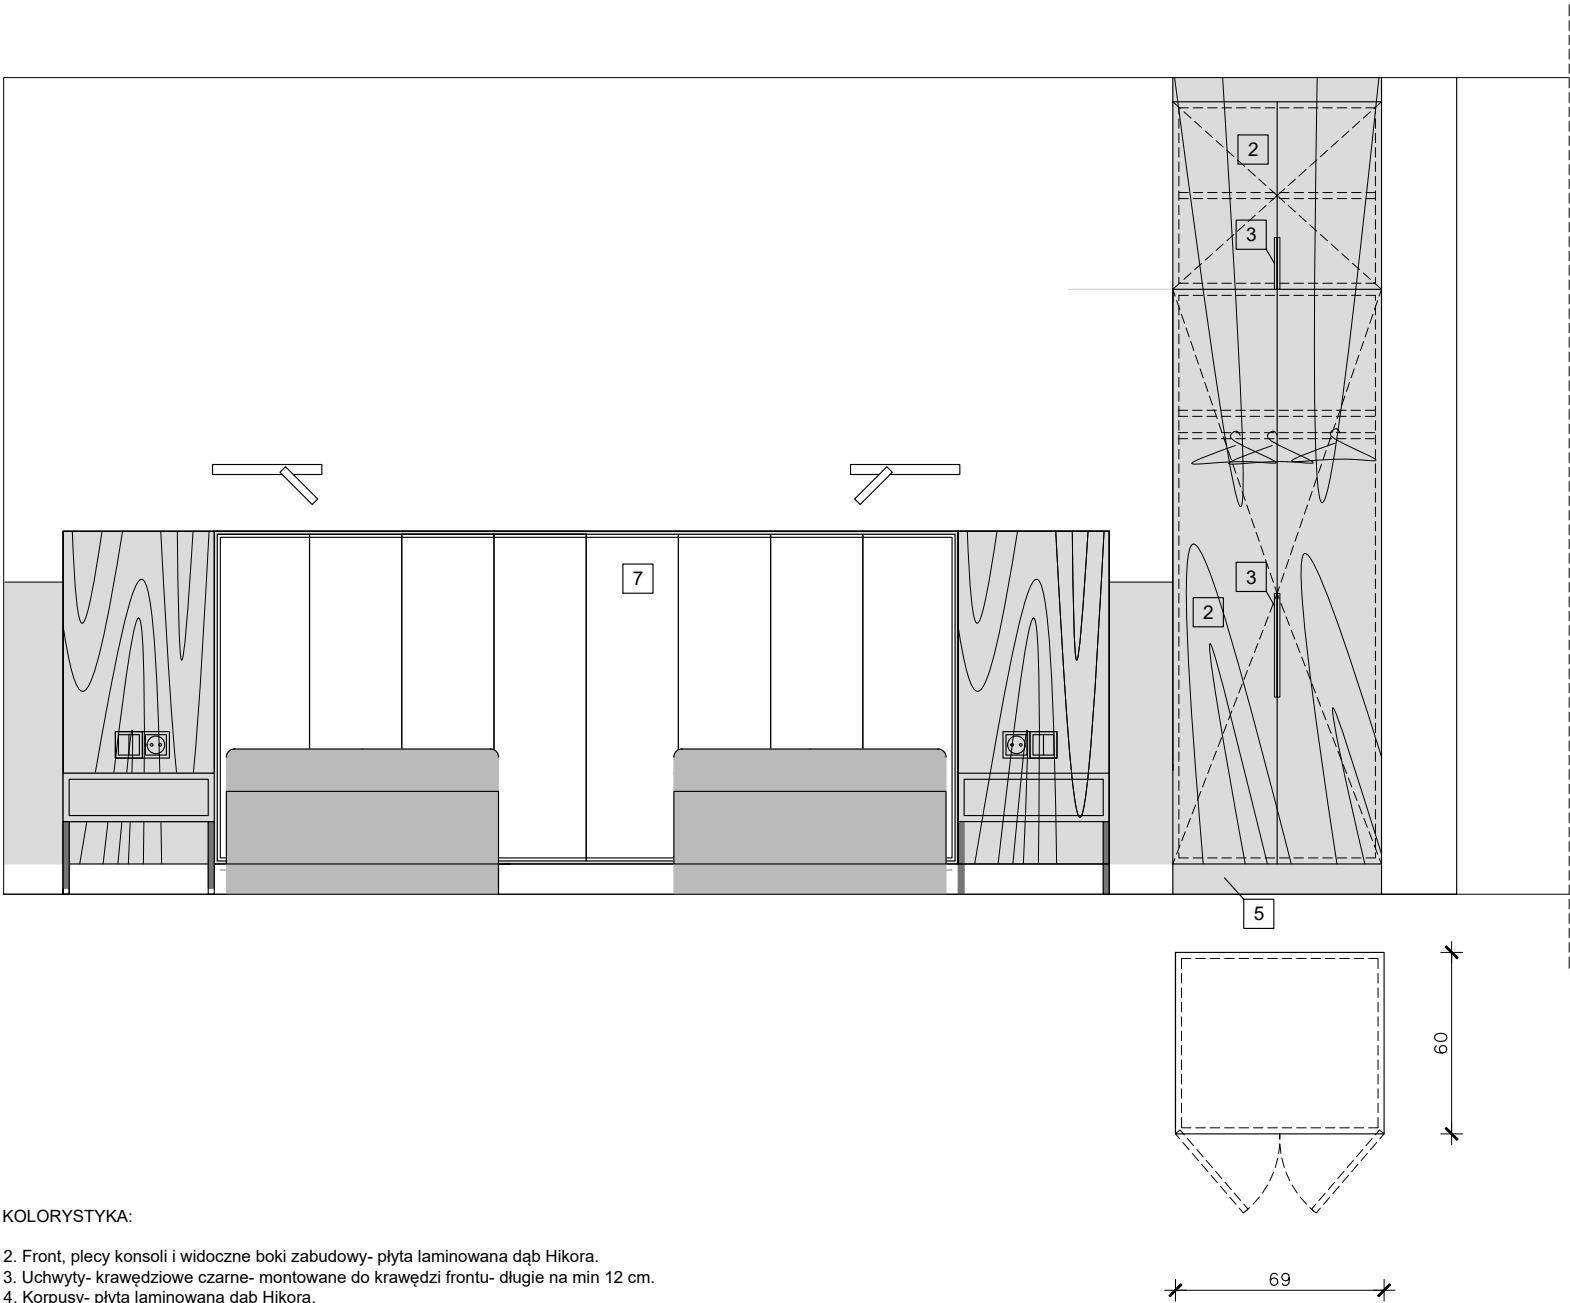 2
3
7
3
2
5
60
KOLORYSTYKA:
2. Front, plecy konsoli i widoczne boki zabudowy- płyta laminowana dąb Hikora.
3. Uchwyty- krawędziowe czarne- montowane do krawędzi frontu- długie na min 12 cm.
4. Korpusy- płyta laminowana dąb Hikora.
69